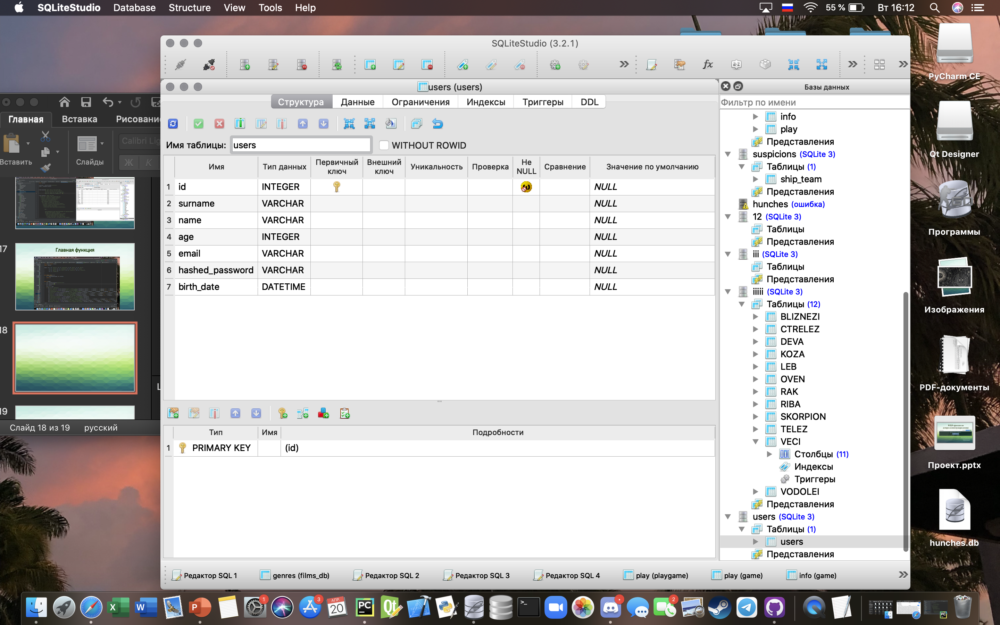 SQLiteStudio Database Structure View Tools Help
55 % Вт 16:12
SQLiteStudio (3.2.1)
fx
PyCharm CE
users (users)
Базы данных
Структура Данные Ограничения Индексы Триггеры DDL
Фильтр по имени
Главная Вставка
Имя таблицы: users WITHOUT ROWID
Вставить Слайды
Ж К
Имя Тип данных Первичный ключ Внешний ключ Уникальность Проверка Не NULL Сравнение Значение по умолчанию
1 id INTEGER NULL
2 surname VARCHAR NULL
3 name VARCHAR NULL
4 age INTEGER NULL
5 email VARCHAR NULL
6 hashed_password VARCHAR NULL
7 birth_date DATETIME NULL
17
Главная функция
18
19
Слайд 18 из 19 русский
Тип Имя Подробности
1 PRIMARY KEY (id)
info
play
Представления
suspicions (SQLite 3)
Таблицы (1)
ship_team
Представления
hunches (ошибка)
12 (SQLite 3)
Таблицы
Представления
iii (SQLite 3)
Таблицы
Представления
iiiii (SQLite 3)
Таблицы (12)
BLIZNEZI
CTRELEZ
DEVA
KOZA
LEB
OVEN
RAK
RIBA
SKORPION
TELEZ
VECI
Столбцы (11)
Индексы
Триггеры
VODOLEI
Представления
users (SQLite 3)
Таблицы (1)
users
Представления
Qt Designer
Программы
Изображения
PDF-документы
Проект.pptx
hunches.db
Редактор SQL 1 genres (films_db) Редактор SQL 2 Редактор SQL 3 Редактор SQL 4 play (playgame) play (game) info (game)
X W P 1 3 АПР. 20 PC Qt 2 PC